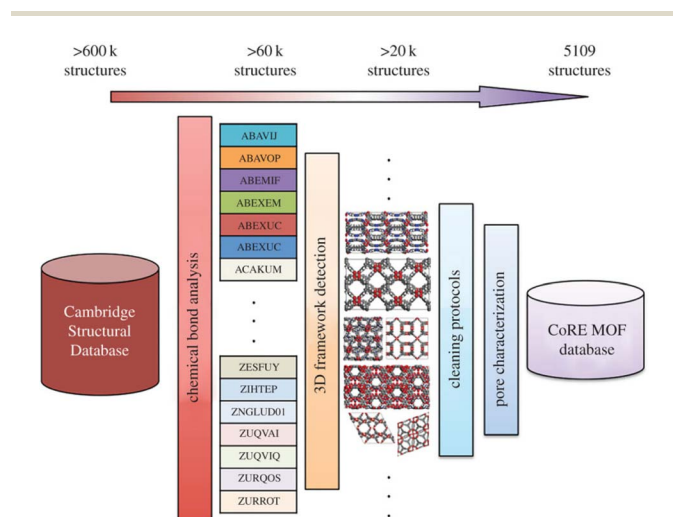 >600 k
structures
>60 k
structures
>20 k
structures
5109
structures
Cambridge
Structural
Database
chemical bond analysis
ABAVIJ
ABAVOP
ABEMIF
ABEXEM
ABEXUC
ABEXUC
ACAKUM
ZESFUY
ZIHTEP
ZNGLUD01
ZUQVAI
ZUQVIQ
ZURQOS
ZURROT
3D framework detection
cleaning protocols
pore characterization
CoRE MOF
database